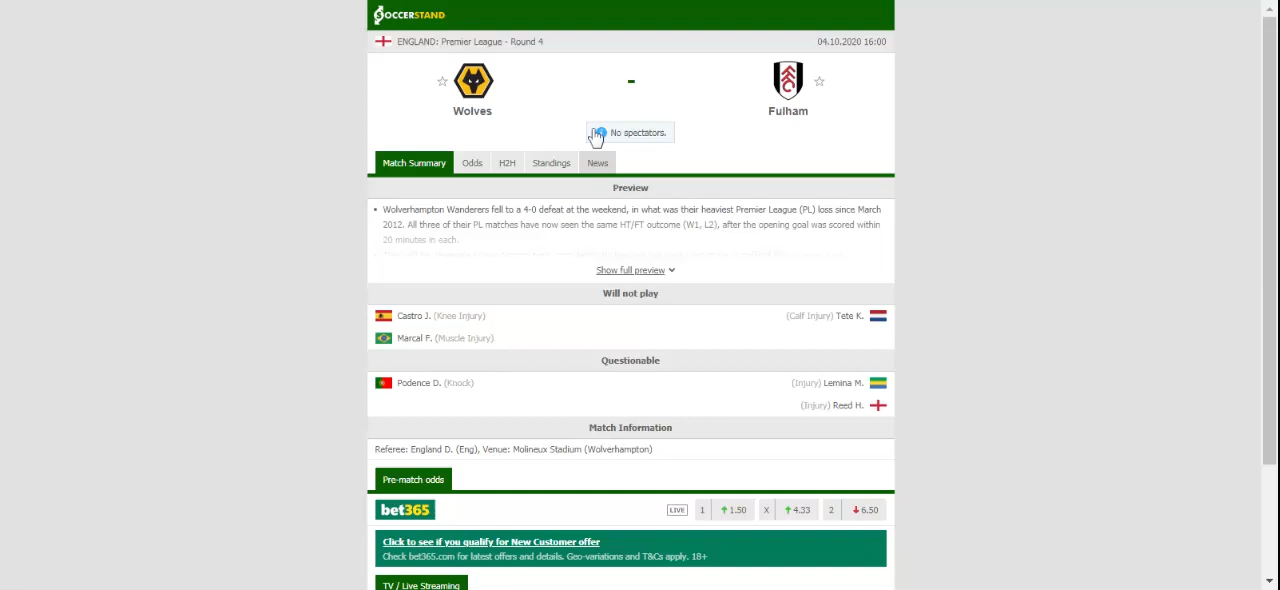 SOCCERSTAND
ENGLAND: Premier League - Round 4 04.10.2020 16:00
-
Wolves Fulham
No spectators.
Match Summary Odds H2H Standings News
Preview
Wolverhampton Wanderers fell to a 4-0 defeat at the weekend, in what was their heaviest Premier League (PL) loss since March
2012. All three of their PL matches have now seen the same HT/FT outcome (W1, L2), after the opening goal was scored within
20 minutes in each.
Show full preview
Will not play
Castro J. (Knee Injury) (Calf Injury) Tete K.
Marcal F. (Muscle Injury)
Questionable
Podence D. (Knock) (Injury) Lemina M.
(Injury) Reed H.
Match Information
Referee: England D. (Eng), Venue: Molineux Stadium (Wolverhampton)
Pre-match odds
bet365 LIVE 1 1.50 X 4.33 2 6.50
Click to see if you qualify for New Customer offer
Check bet365.com for latest offers and details. Geo-variations and T&Cs apply. 18+
TV / Live Streaming